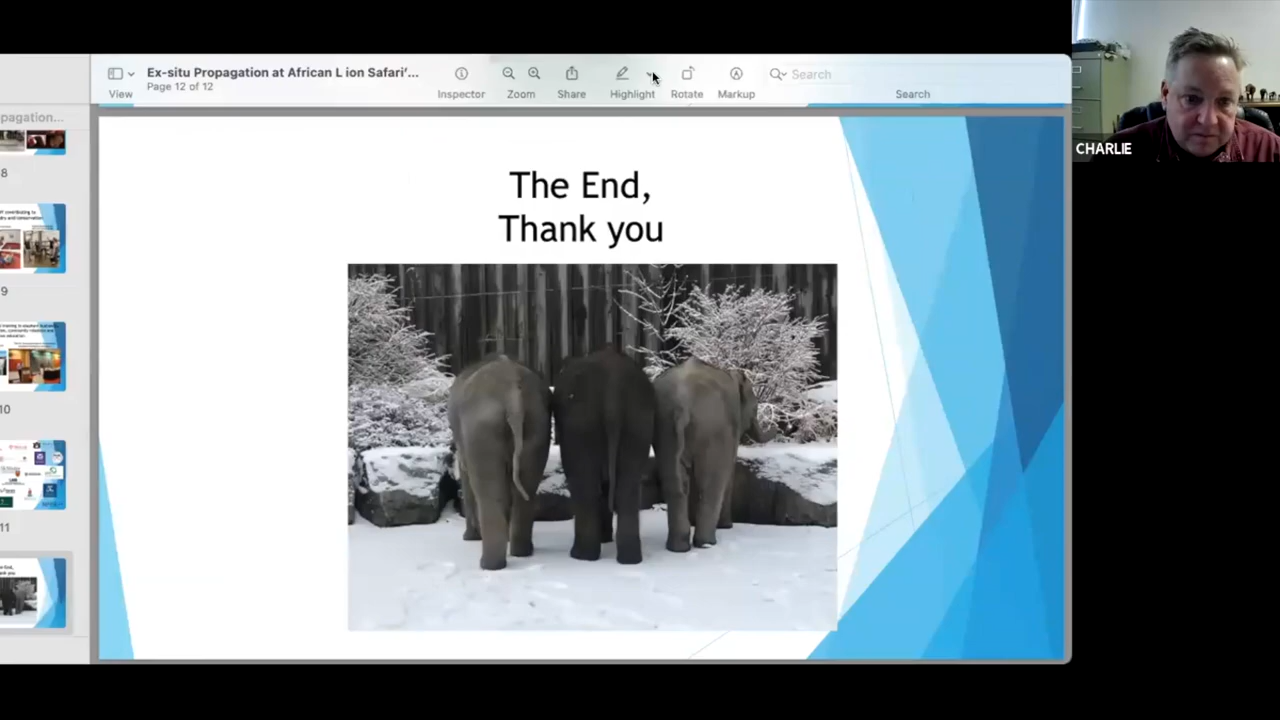 Ex-situ Propagation at African L ion Safari'...
Page 12 of 12
View
Inspector
Zoom
Share
Highlight
Rotate
Markup
Search
Search
pagation...
8
9
10
11
The End,
Thank you
CHARLIE